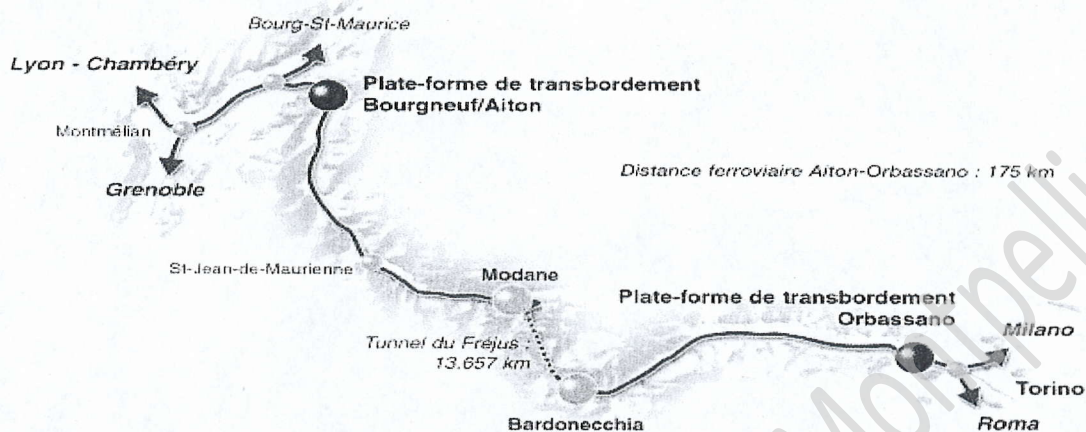 Bourg-St-Maurice
Lyon - Chambéry
Plate-forme de transbordement
Bourgneuf/Aiton
Montmélian
Distance ferroviaire Aiton-Orbassano : 175 km
Grenoble
St-Jean-de-Maurienne
Modane
Plate-forme de transbordement
Orbassano
Milano
Tunnel du Fréjus :
13.657 km
Torino
Bardonecchia
Roma